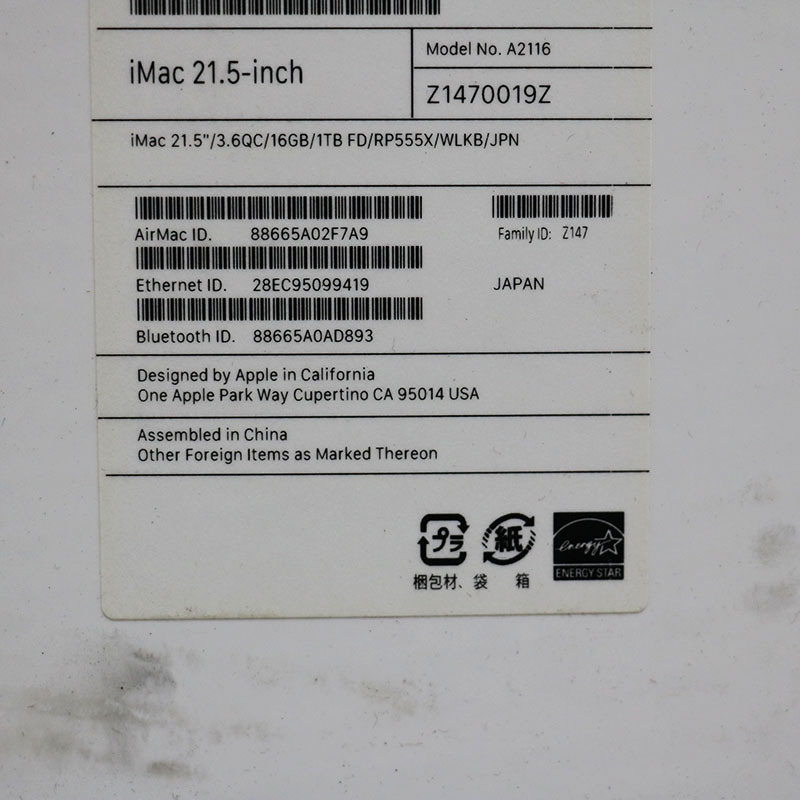 iMac 21.5-inch
Model No. A2116
Z1470019Z
iMac 21.5"/3.6QC/16GB/1TB FD/RP555X/WLKB/JPN
AirMac ID. 88665A02F7A9
Family ID: Z147
Ethernet ID. 28EC95099419
JAPAN
Bluetooth ID. 88665A0AD893
Designed by Apple in California
One Apple Park Way Cupertino CA 95014 USA
Assembled in China
Other Foreign Items as Marked Thereon
プラ 紙 energy
梱包材、袋 箱 ENERGY STAR